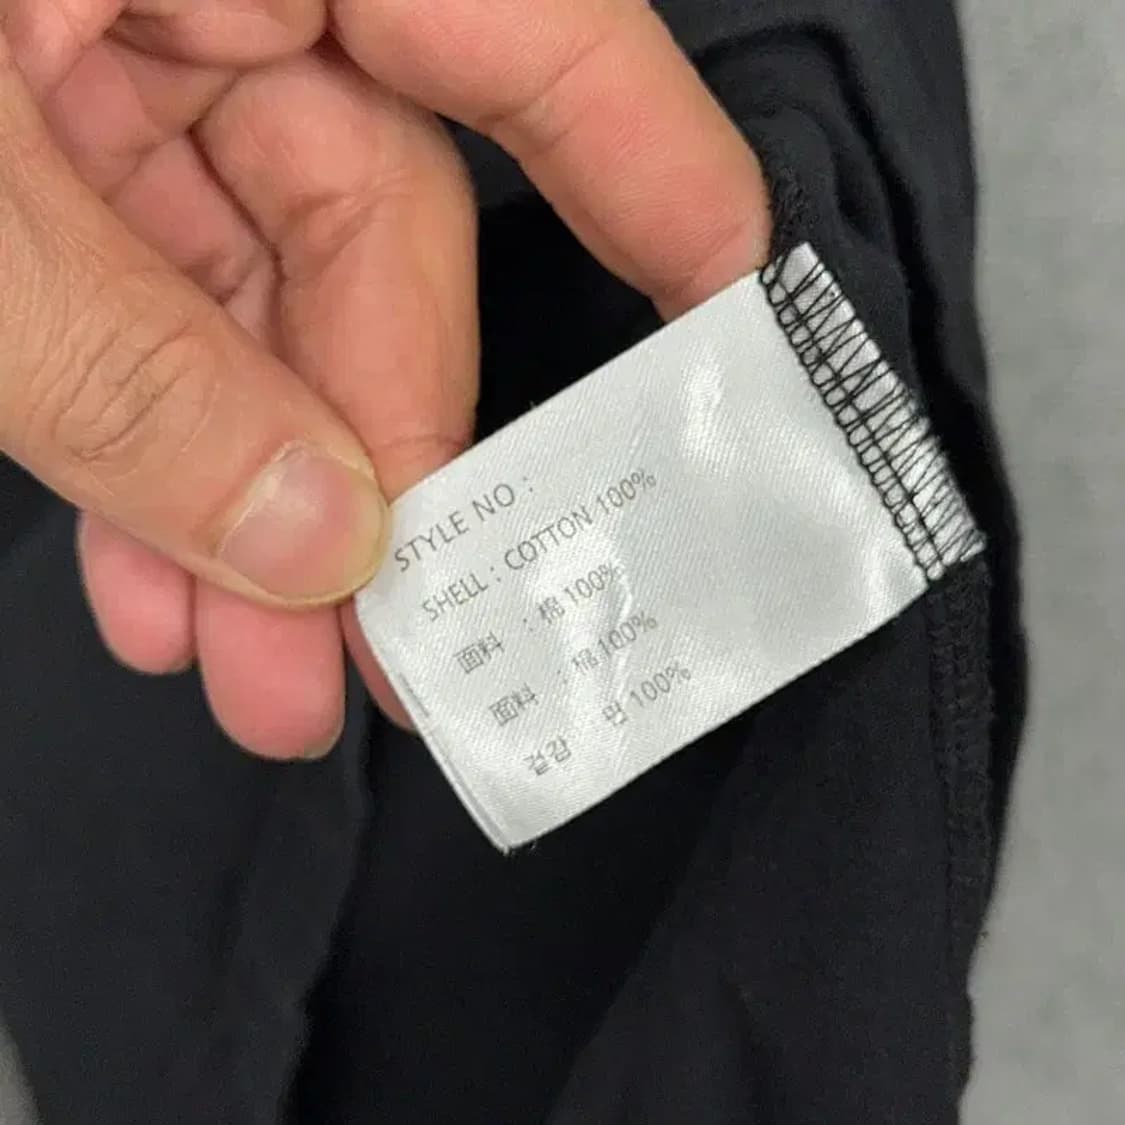 STYLE NO :
SHELL : COTTON 100%
面料 : 棉 100%
面料 : 棉 100%
겉감 면 100%